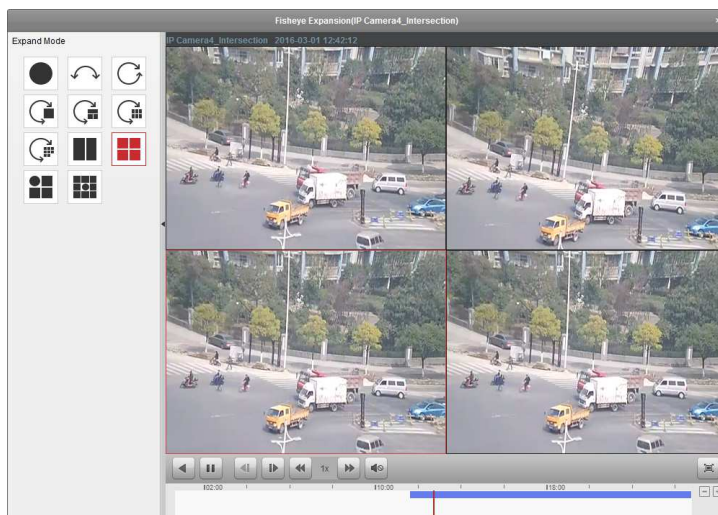 Fisheye Expansion(IP Camera4_Intersection)
Expand Mode
IP Camera4_Intersection 2016-03-01 12:42:12
1x
02:00
10:00
18:00